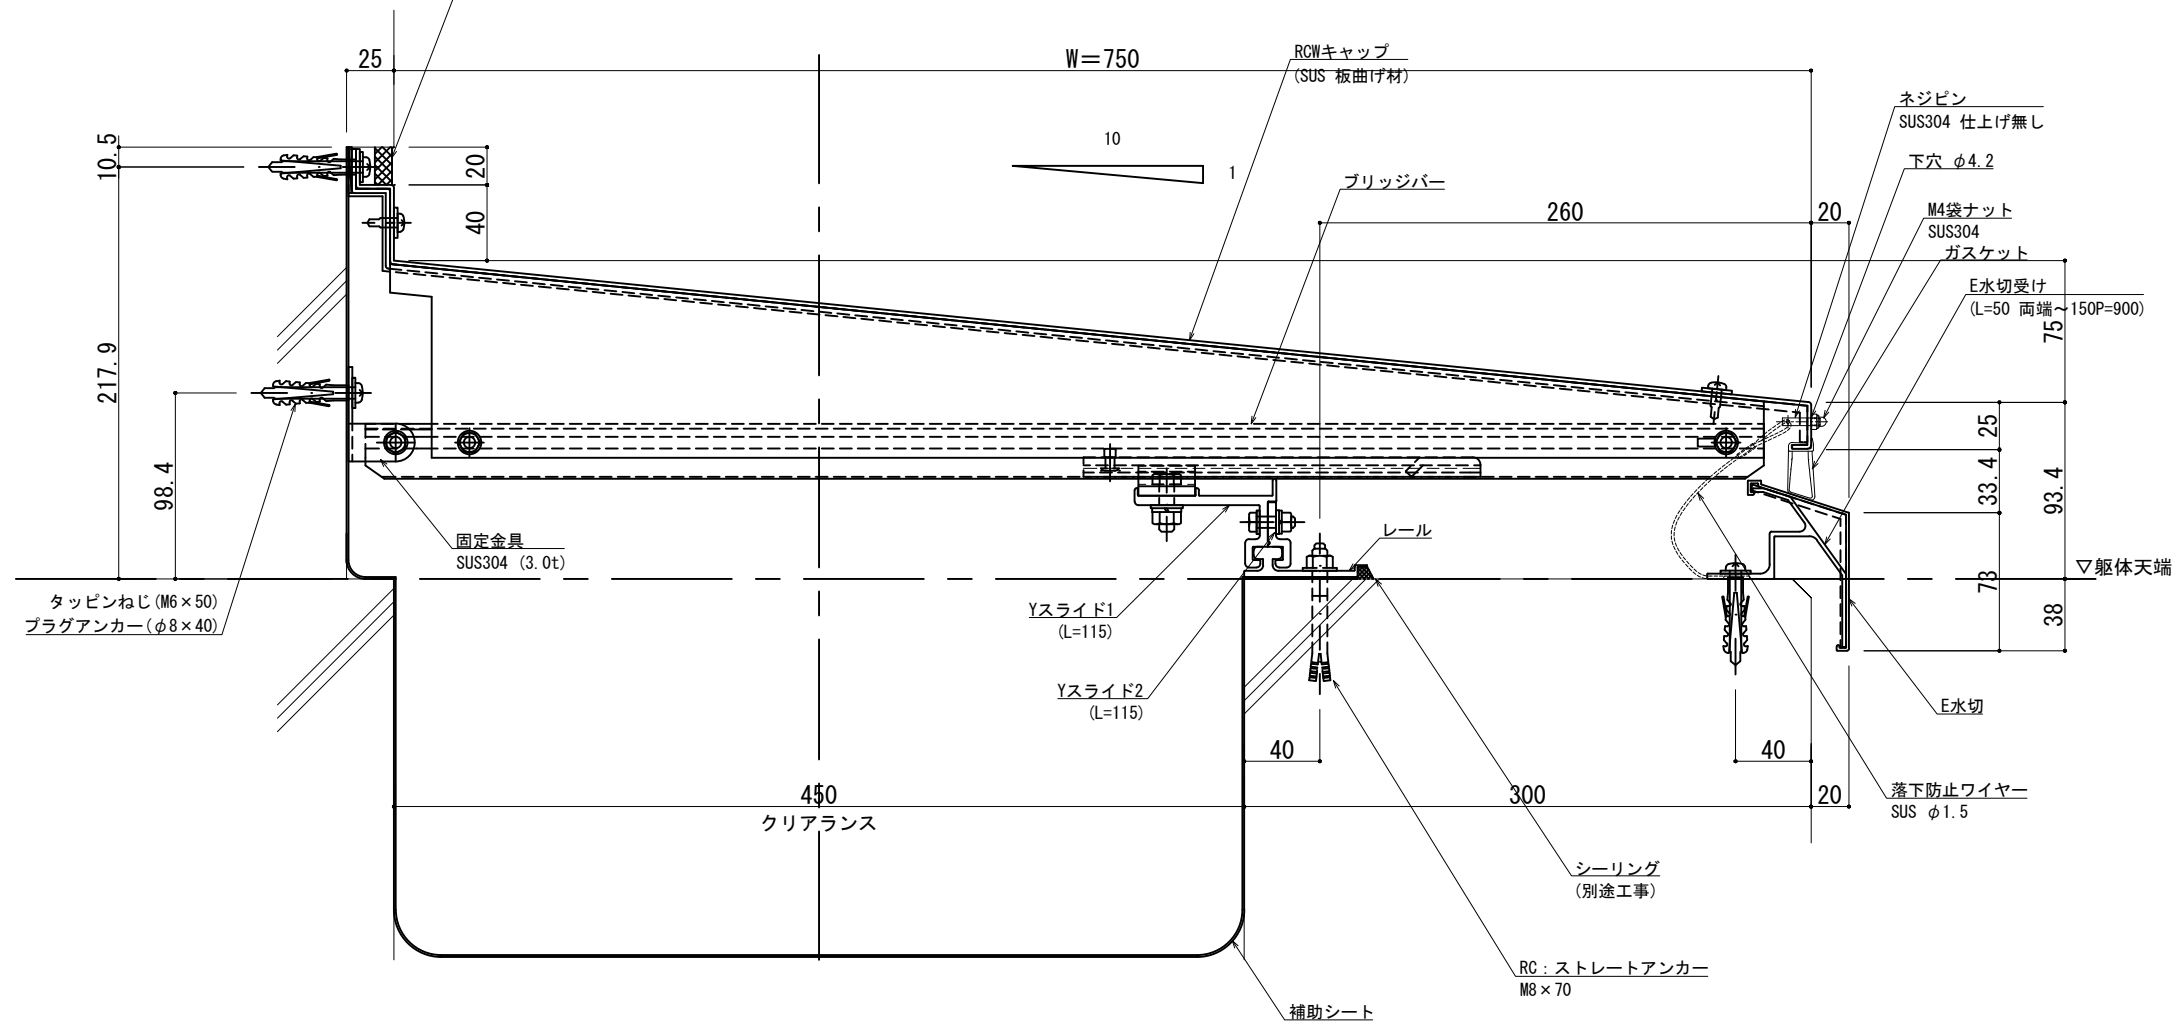 25
W=750
RCWキャップ
(SUS 板曲げ材)
ネジピン
SUS304 仕上げ無し
10.5
20
10
1
下穴 φ4.2
ブリッジバー
40
260
20
M4袋ナット
SUS304
ガスケット
E水切受け
(L=50 両端～150P=900)
75
217.9
98.4
25
33.4
93.4
固定金具
SUS304 (3.0t)
レール
▽躯体天端
タッピンねじ(M6×50)
プラグアンカー(φ8×40)
Yスライド1
(L=115)
73
38
Yスライド2
(L=115)
E水切
40
40
450
クリアランス
300
20
落下防止ワイヤー
SUS φ1.5
シーリング
(別途工事)
RC：ストレートアンカー
M8×70
補助シート